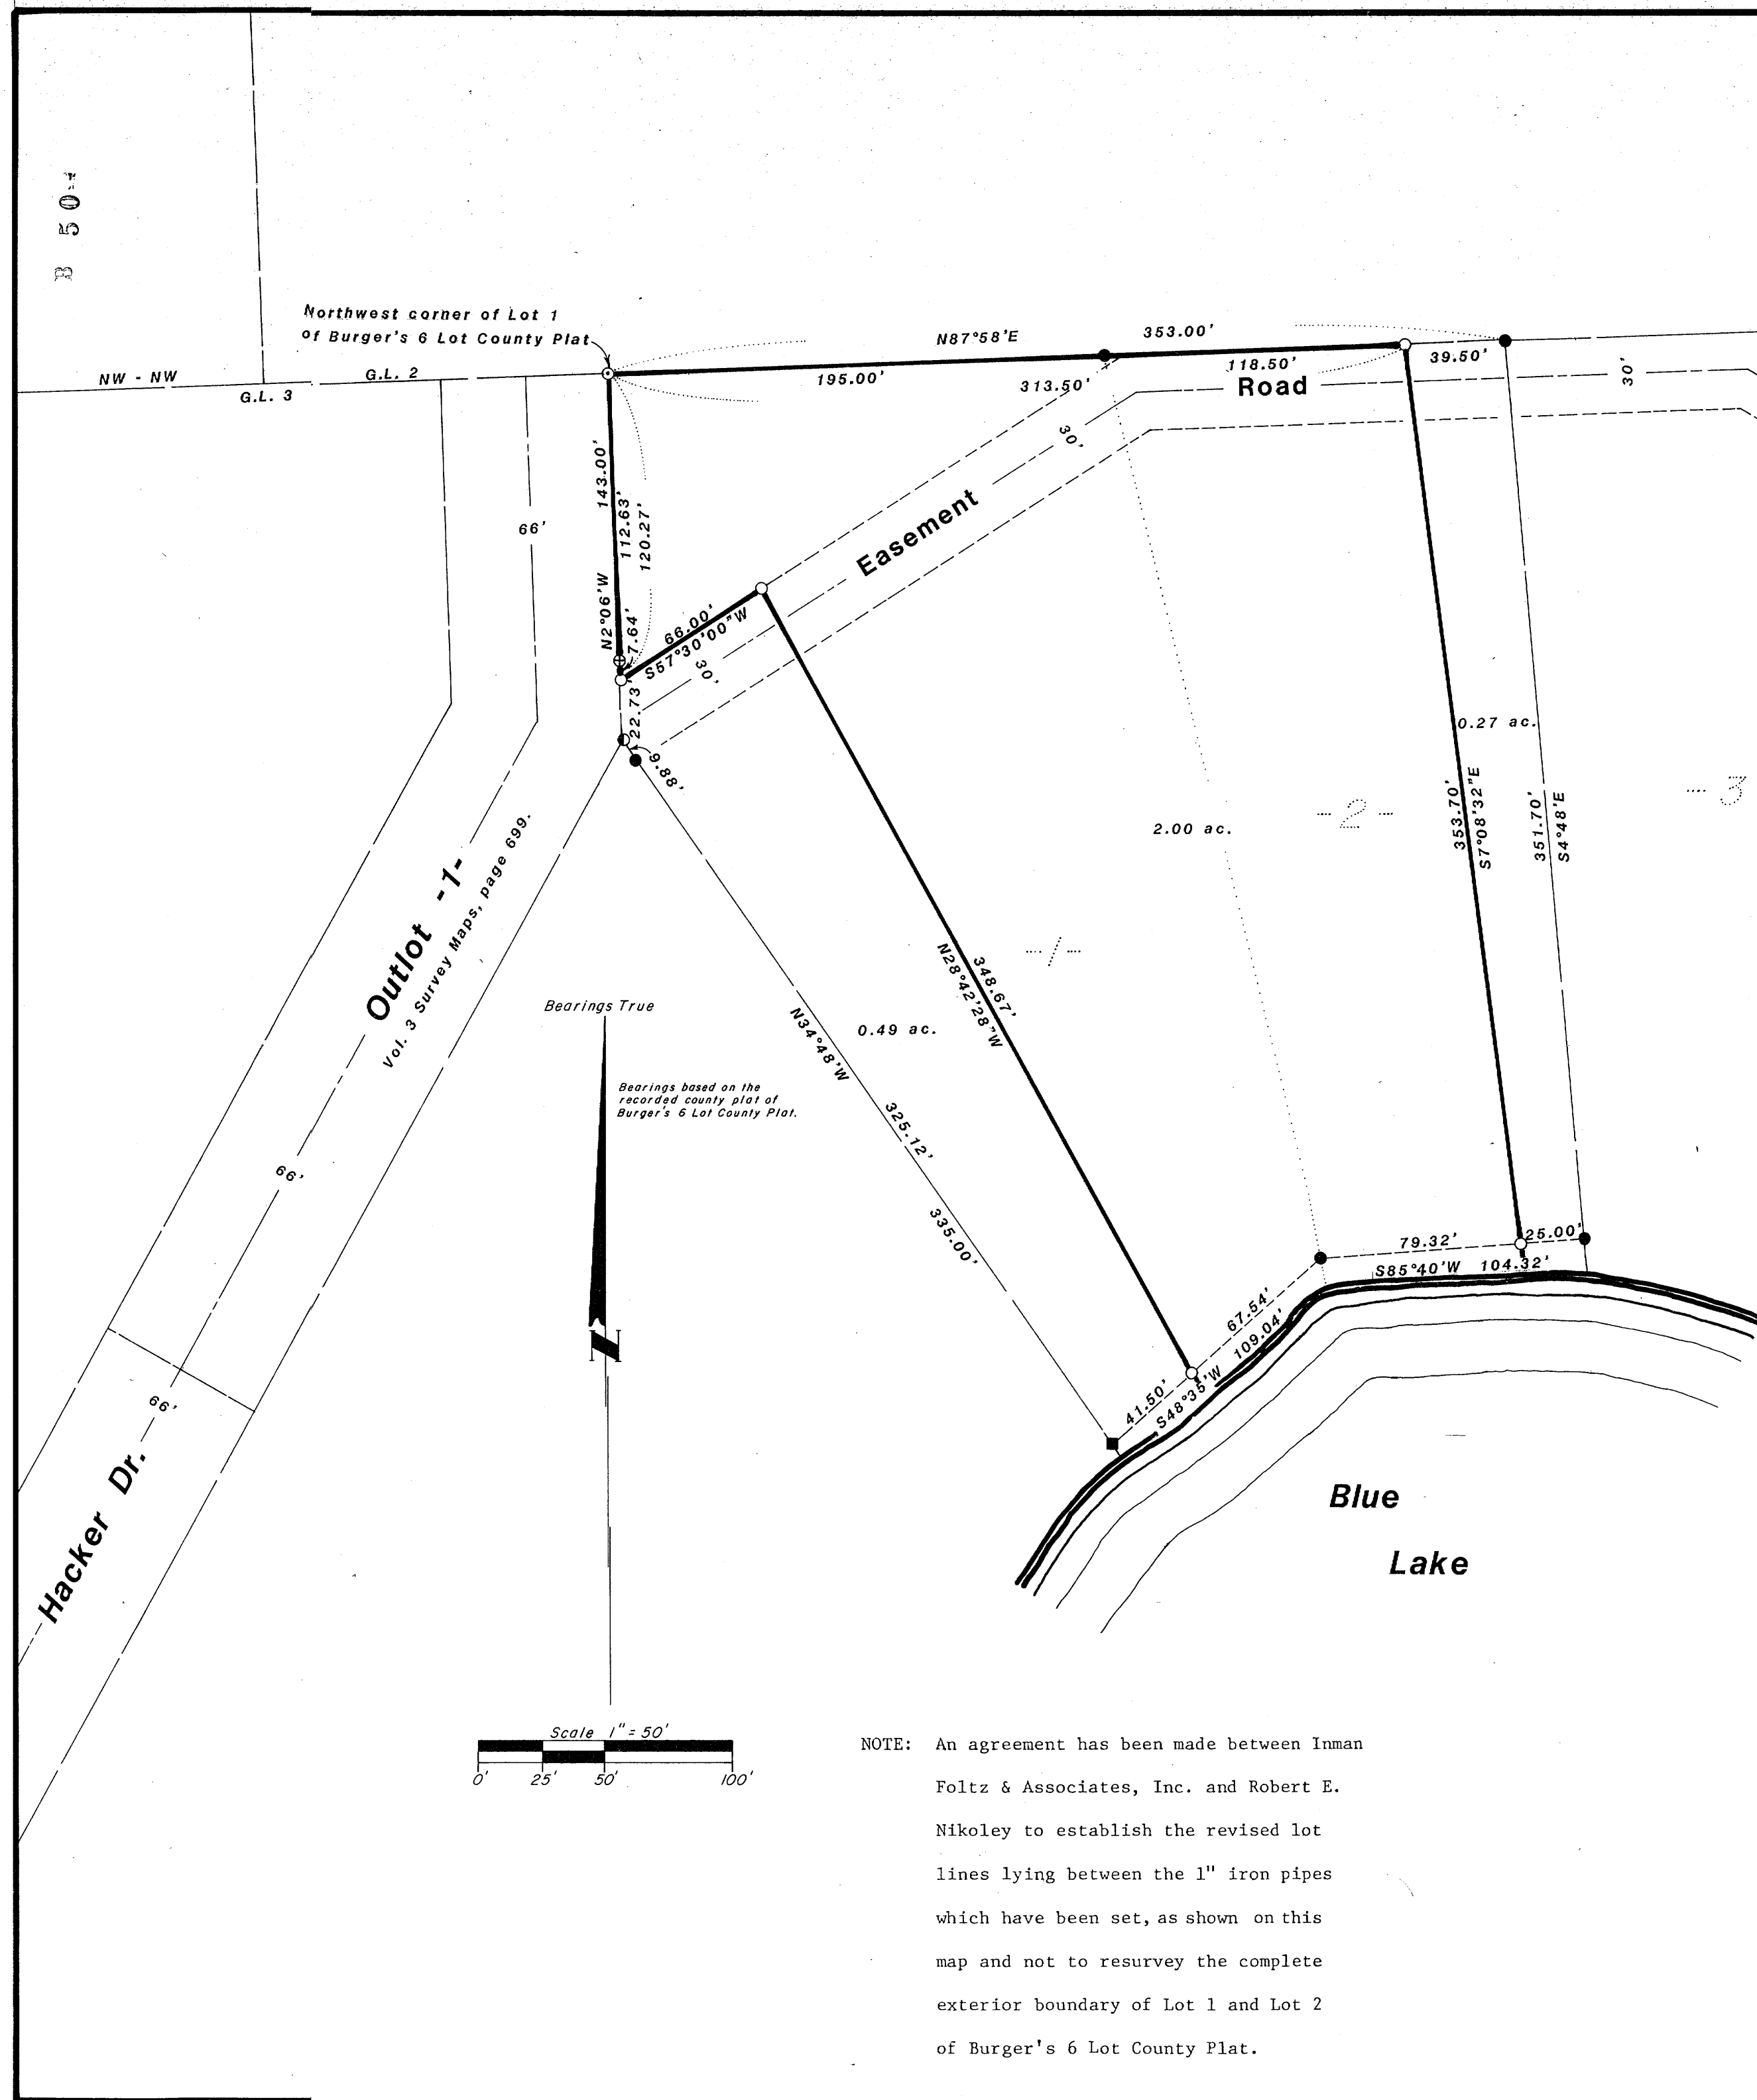 B 50
Northwest corner of Lot 1
of Burger's 6 Lot County Plat
N87°58'E
353.00'
NW - NW
G.L. 2
G.L. 3
195.00'
313.50'
118.50'
39.50'
Road
30'
30'
143.00'
112.63'
120.27'
66'
Easement
N2°06'W
7.64'
66.00'
S57°30'00"W
30'
22.73'
9.88'
0.27 ac.
353.70'
S7°08'32"E
351.70'
S4°48'E
-2-
-3
2.00 ac.
Outlot -1-
Vol. 3 Survey Maps, page 699.
-1-
348.67'
N28°42'28"W
Bearings True
N34°48'W
0.49 ac.
Bearings based on the
recorded county plat of
Burger's 6 Lot County Plat.
325.12'
335.00'
66'
79.32'
25.00'
S85°40'W 104.32'
67.54'
109.04'
41.50'
S48°35'W
N
66'
Hacker Dr.
Blue
Lake
Scale 1" = 50'
0' 25' 50' 100'
NOTE: An agreement has been made between Inman
Foltz & Associates, Inc. and Robert E.
Nikoley to establish the revised lot
lines lying between the 1" iron pipes
which have been set, as shown on this
map and not to resurvey the complete
exterior boundary of Lot 1 and Lot 2
of Burger's 6 Lot County Plat.